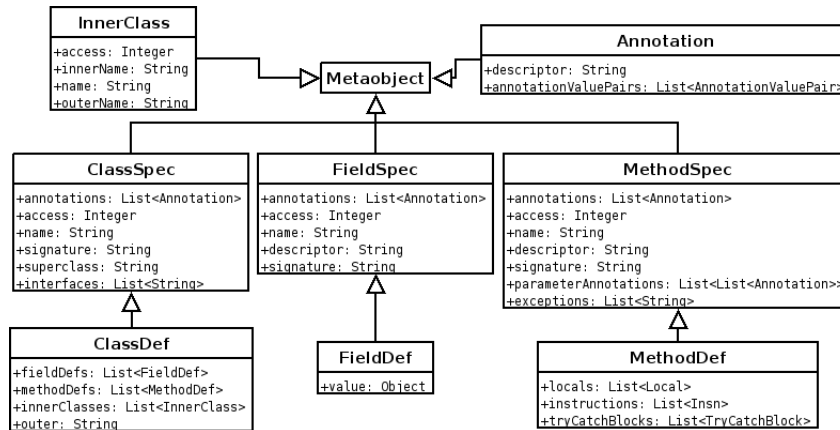 InnerClass
+access: Integer
+innerName: String
+name: String
+outerName: String
Metaobject
Annotation
+descriptor: String
+annotationValuePairs: List<AnnotationValuePair>
ClassSpec
+annotations: List<Annotation>
+access: Integer
+name: String
+signature: String
+superclass: String
+interfaces: List<String>
FieldSpec
+annotations: List<Annotation>
+access: Integer
+name: String
+descriptor: String
+signature: String
MethodSpec
+annotations: List<Annotation>
+access: Integer
+name: String
+descriptor: String
+signature: String
+parameterAnnotations: List<List<Annotation>>
+exceptions: List<String>
ClassDef
+fieldDefs: List<FieldDef>
+methodDefs: List<MethodDef>
+innerClasses: List<InnerClass>
+outer: String
FieldDef
+value: Object
MethodDef
+locals: List<Local>
+instructions: List<Insn>
+tryCatchBlocks: List<TryCatchBlock>